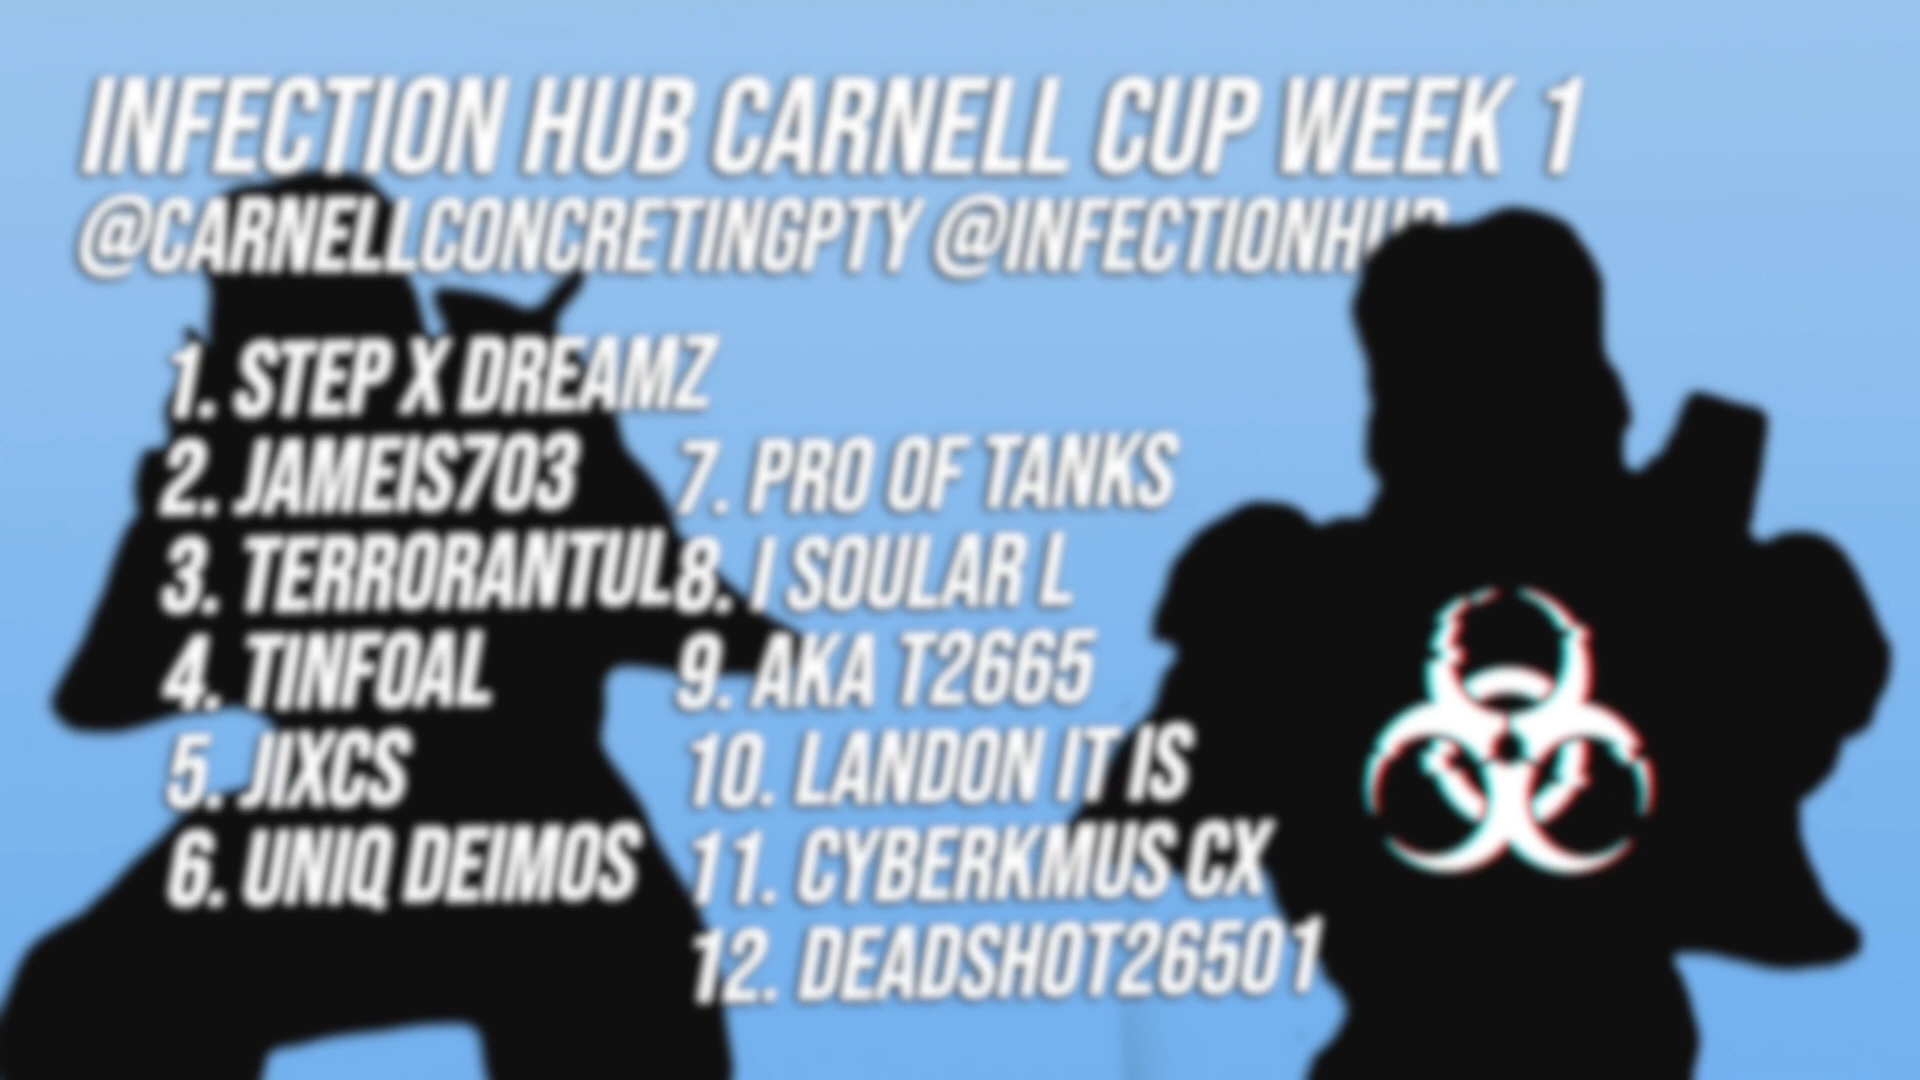 INFECTION HUB CARNELL CUP WEEK 1
@CARNELLCONCRETINGPTY @INFECTIONHUB
1. STEP X DREAMZ
2. JAMEIS703
3. TERRORANTUL
4. TINFOAL
5. JIXCS
6. UNIQ DEIMOS
7. PRO OF TANKS
8. I SOULAR L
9. AKA T2665
10. LANDON IT IS
11. CYBERKMUS CX
12. DEADSHOT26501